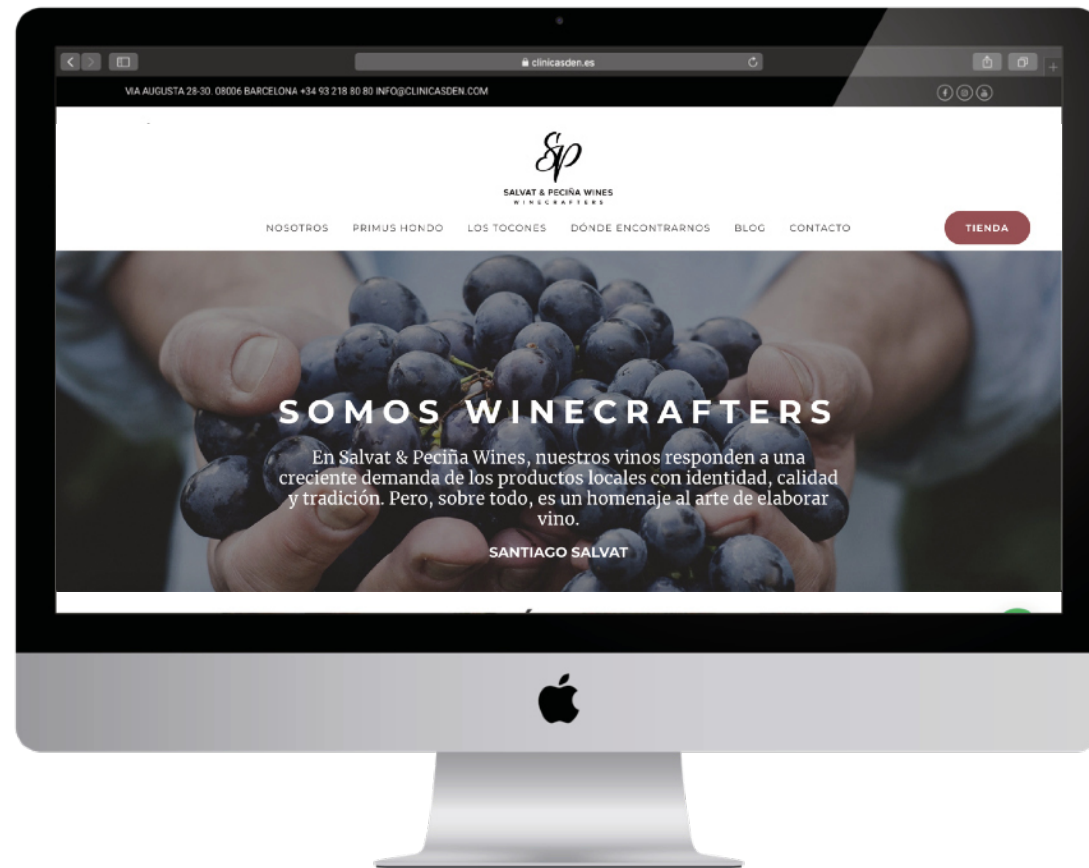 clinicasden.es
VIA AUGUSTA 28-30. 08006 BARCELONA +34 93 218 80 80 INFO@CLINICASDEN.COM
Sp
SALVAT & PECIÑA WINES
WINECRAFTERS
NOSOTROS PRIMUS HONDO LOS TOCONES DÓNDE ENCONTRARNOS BLOG CONTACTO TIENDA
SOMOS WINECRAFTERS
En Salvat & Peciña Wines, nuestros vinos responden a una
creciente demanda de los productos locales con identidad, calidad
y tradición. Pero, sobre todo, es un homenaje al arte de elaborar
vino.
SANTIAGO SALVAT